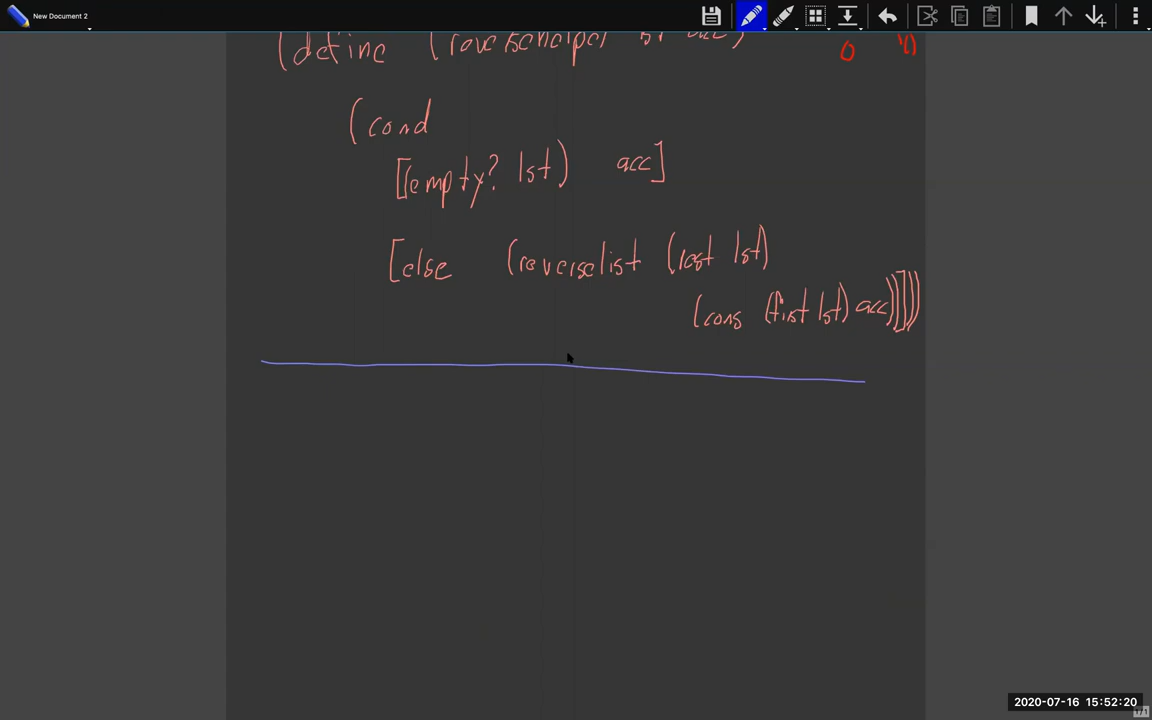 New Document 2
(define (reversehelper lst acc) 0 '()
(cond
[(empty? lst) acc]
[else (reverselist (rest lst)
(cons (first lst) acc))]))
2020-07-16 15:52:20